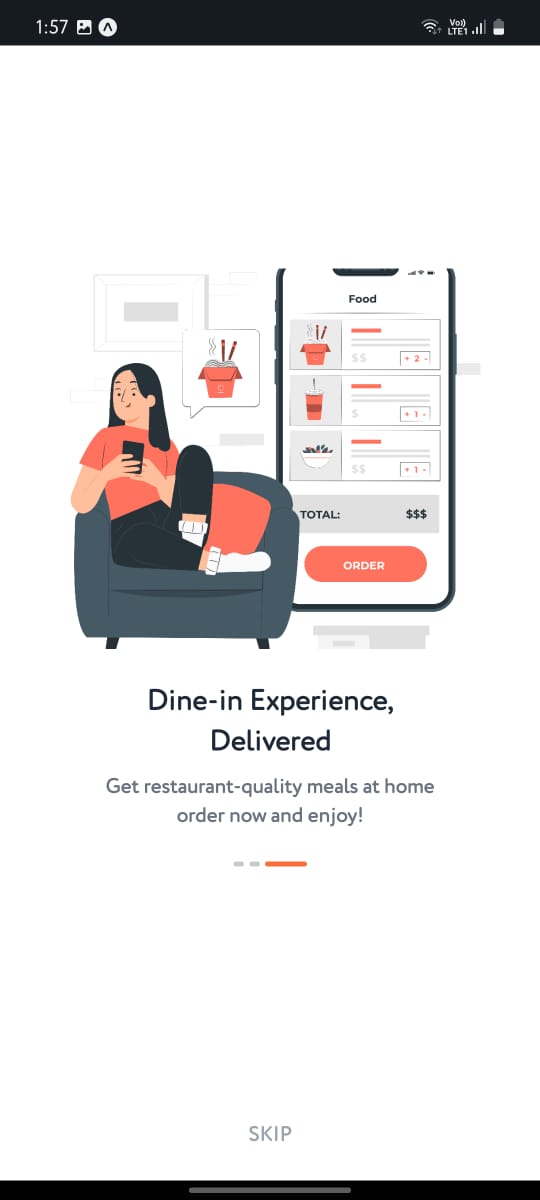 1:57
Vo))
LTE1
Food
$$
+ 2 -
$
+ 1 -
$$
+ 1 -
TOTAL: $$$
ORDER
Dine-in Experience,
Delivered
Get restaurant-quality meals at home
order now and enjoy!
SKIP